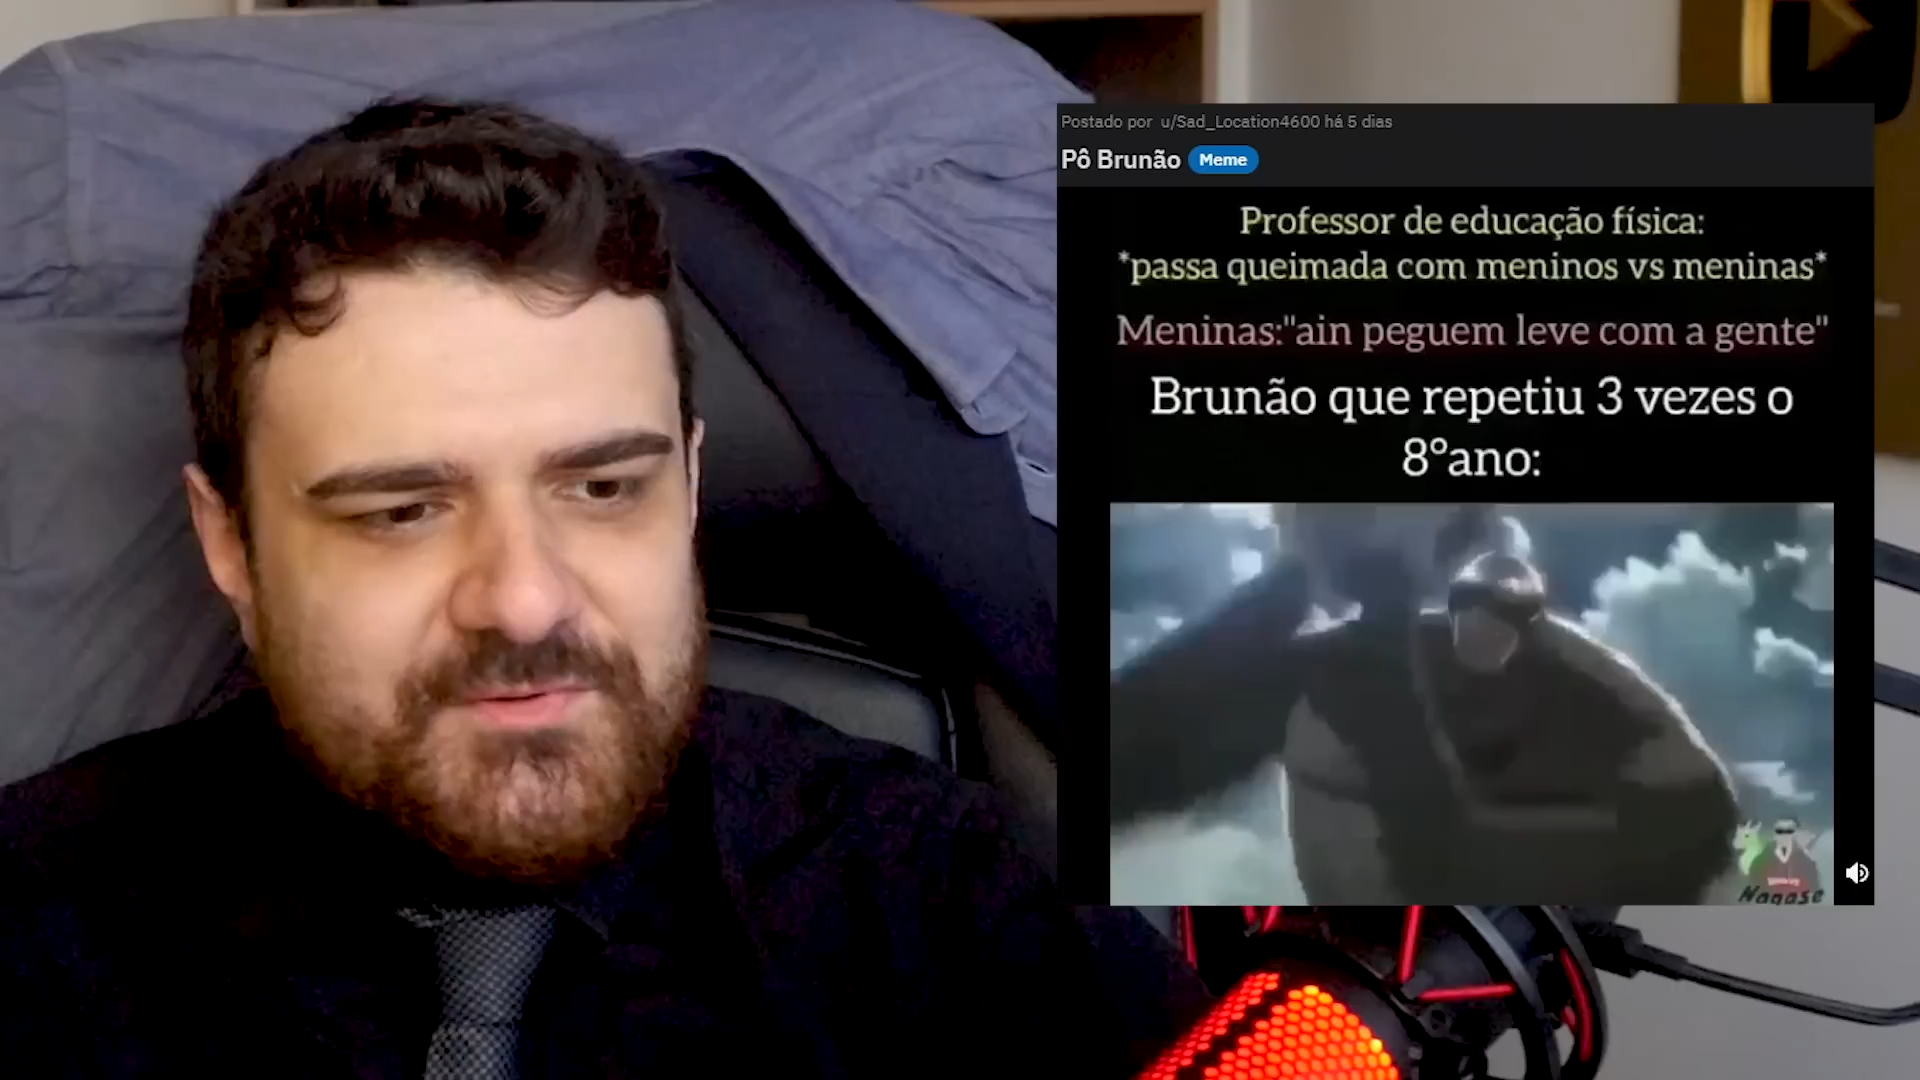 Postado por u/Sad_Location4600 há 5 dias
Pô Brunão Meme
Professor de educação física:
*passa queimada com meninos vs meninas*
Meninas:"ain peguem leve com a gente"
Brunão que repetiu 3 vezes o
8°ano:
Nagase